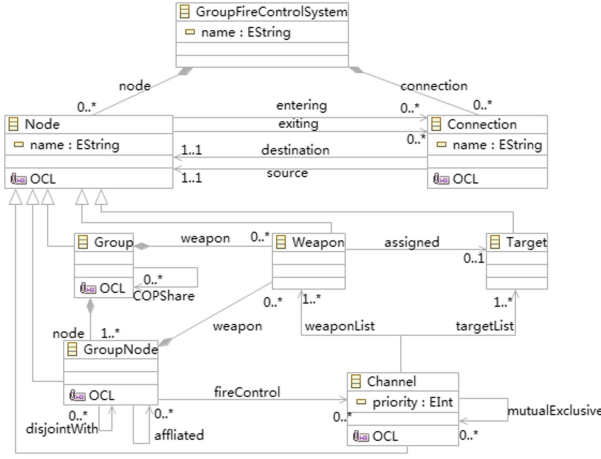 GroupFireControlSystem
name : EString
node
connection
0..*
0..*
entering
0..*
exiting
0..*
Node
name : EString
OCL
Connection
name : EString
OCL
1..1
destination
1..1
source
Group
OCL
weapon
0..*
Weapon
assigned
0..1
Target
0..*
COPShare
0..*
1..*
1..*
node
1..*
weapon
weaponList
targetList
GroupNode
OCL
fireControl
0..*
Channel
priority : EInt
OCL
mutualExclusive
0..*
0..*
disjointWith
0..*
affliated